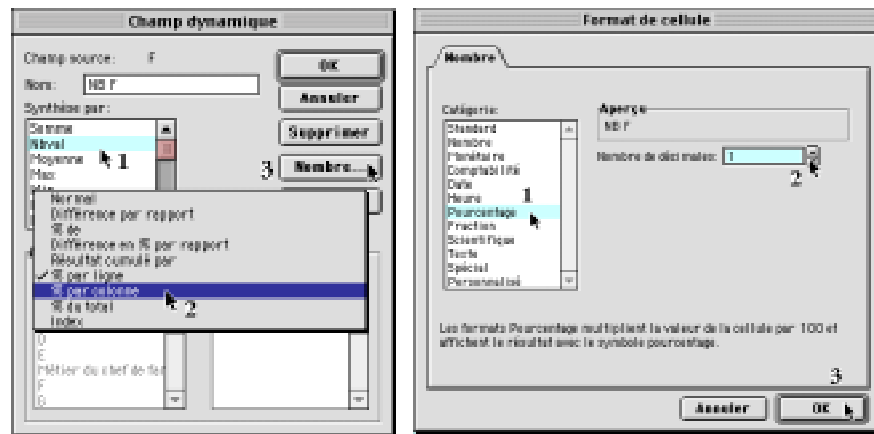 Champ dynamique
Champ source: F
Nom: NB F
Synthèse par:
Somme
Nbval
Moyenne
Max
1
OK
Annuler
Supprimer
3 Nombre...
Normal
Différence par rapport
% de
Différence en % par rapport
Résultat cumulé par
✓ % par ligne
% par colonne
% du total
Index
2
D
E
Métier du chef de fam
F
G
Format de cellule
Nombre
Catégorie:
Standard
Nombre
Monétaire
Comptabilité
Date
Heure
Pourcentage
Fraction
Scientifique
Texte
Spécial
Personnalisé
1
Aperçu
NB F
Nombre de décimales: 1
2
Les formats Pourcentage multiplient la valeur de la cellule par 100 et
affichent le résultat avec le symbole pourcentage.
3
Annuler
OK